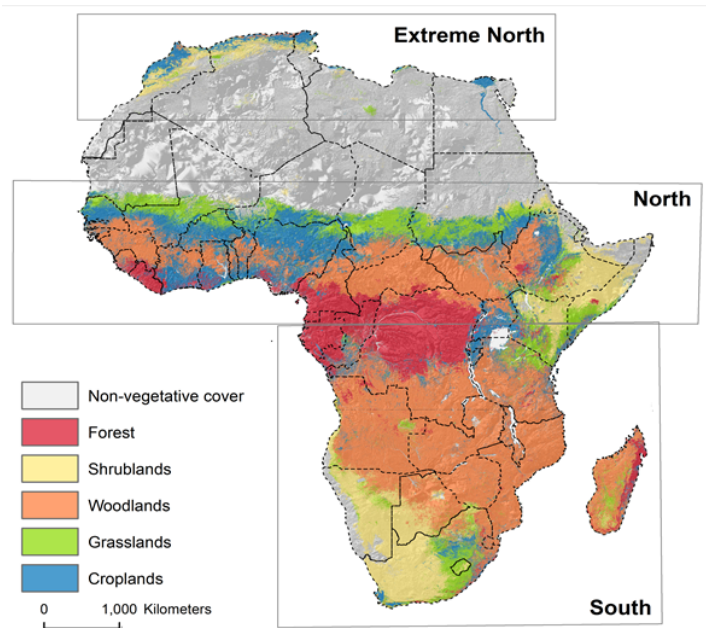 Extreme North
North
Non-vegetative cover
Forest
Shrublands
Woodlands
Grasslands
Croplands
0 1,000 Kilometers
South